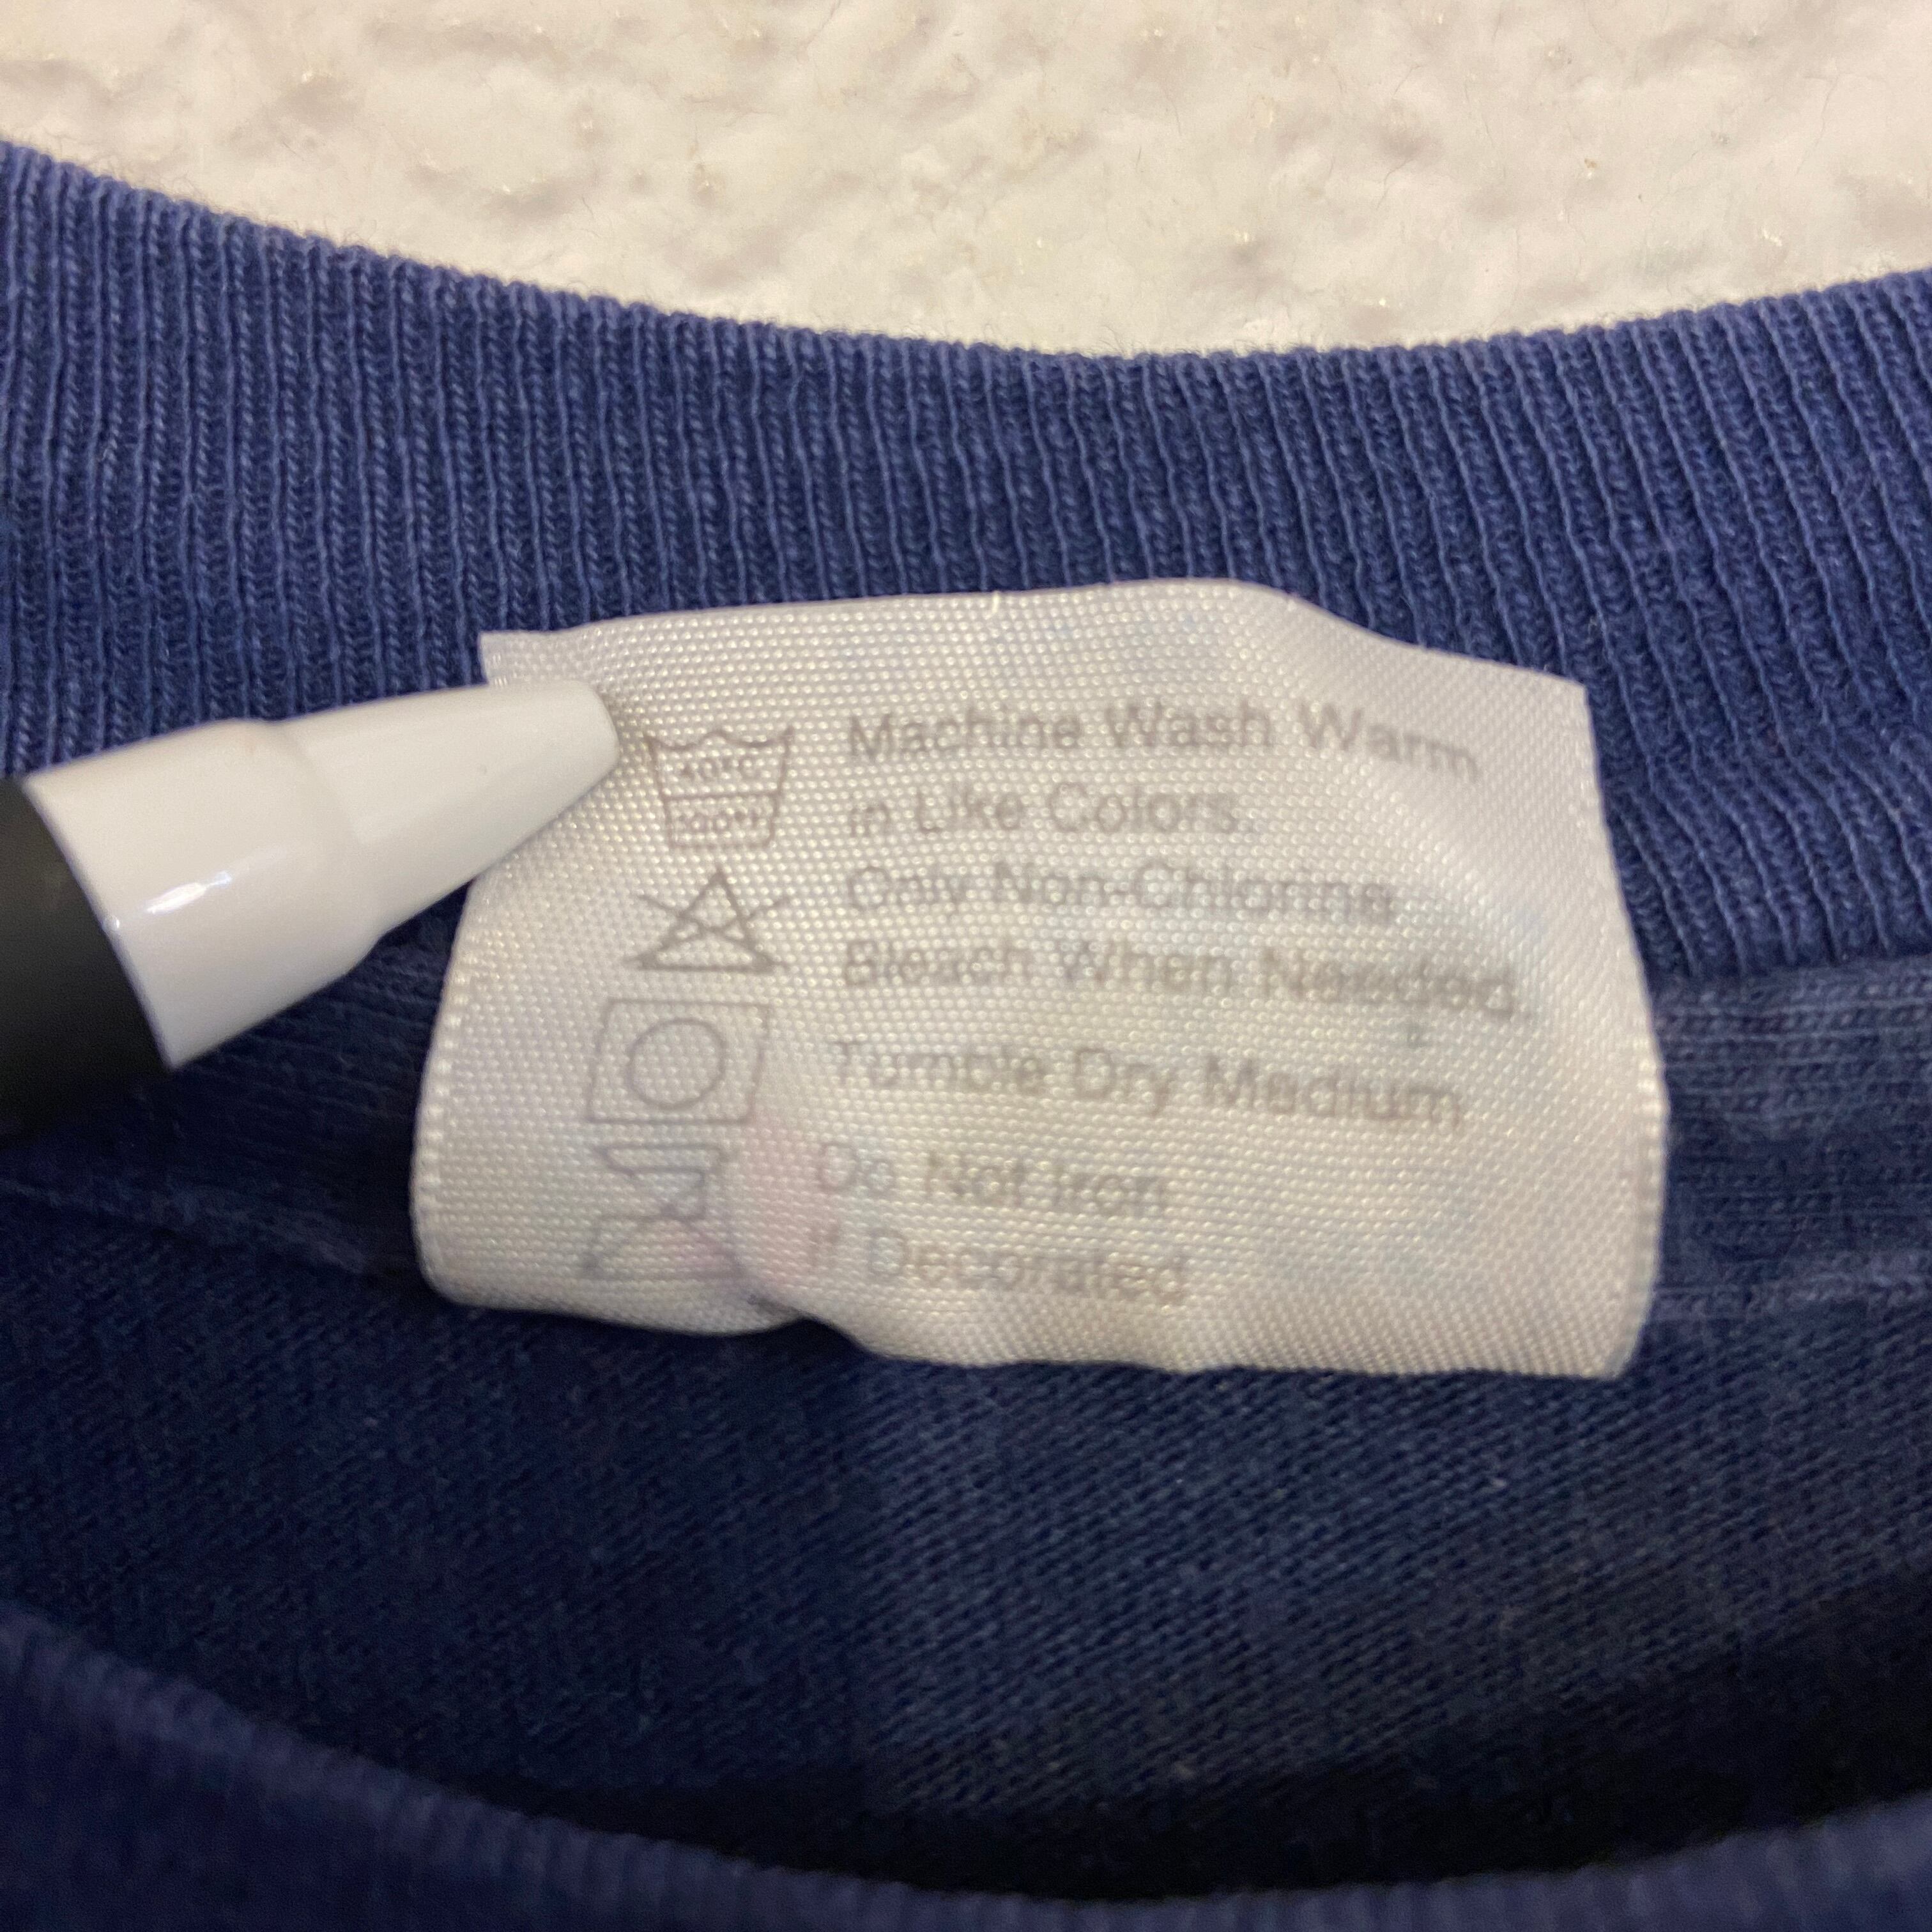 40°C
Machine Wash Warm
in Like Colors.
Only Non-Chlorine
Bleach When Needed
Tumble Dry Medium
Do Not Iron
If Decorated